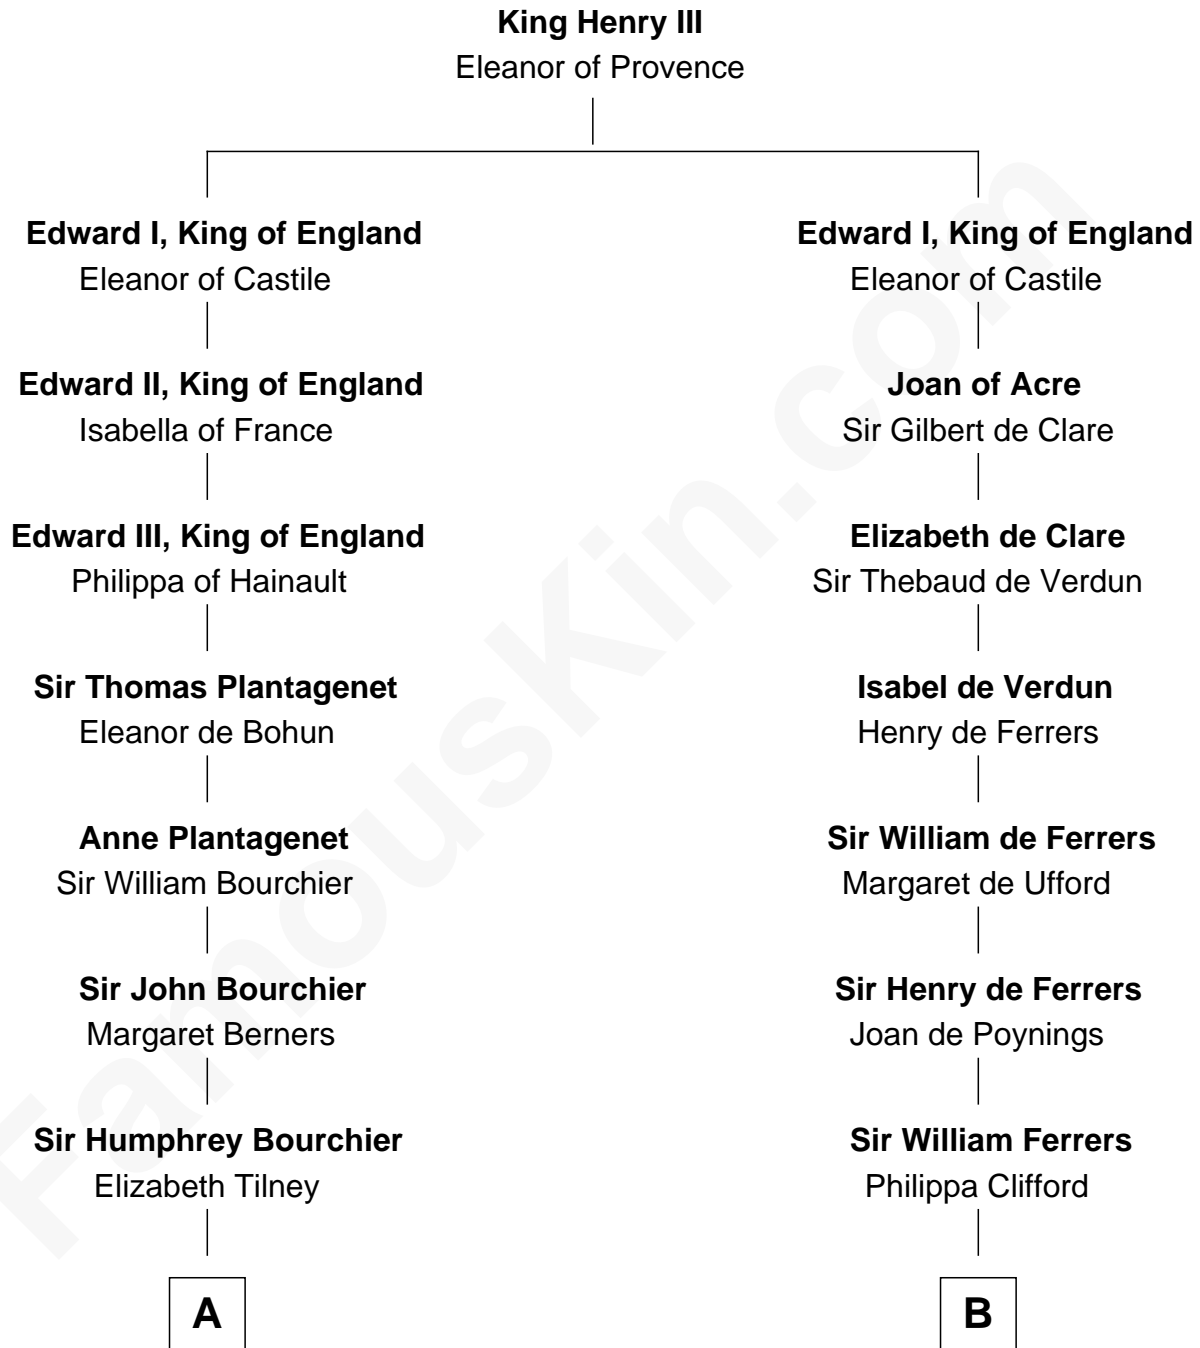 King Henry III
Eleanor of Provence
Edward I, King of England
Eleanor of Castile
Edward II, King of England
Isabella of France
Edward III, King of England
Philippa of Hainault
Sir Thomas Plantagenet
Eleanor de Bohun
Anne Plantagenet
Sir William Bourchier
Sir John Bourchier
Margaret Berners
Sir Humphrey Bourchier
Elizabeth Tilney
A
Edward I, King of England
Eleanor of Castile
Joan of Acre
Sir Gilbert de Clare
Elizabeth de Clare
Sir Thebaud de Verdun
Isabel de Verdun
Henry de Ferrers
Sir William de Ferrers
Margaret de Ufford
Sir Henry de Ferrers
Joan de Poynings
Sir William Ferrers
Philippa Clifford
B
FamousKin.com